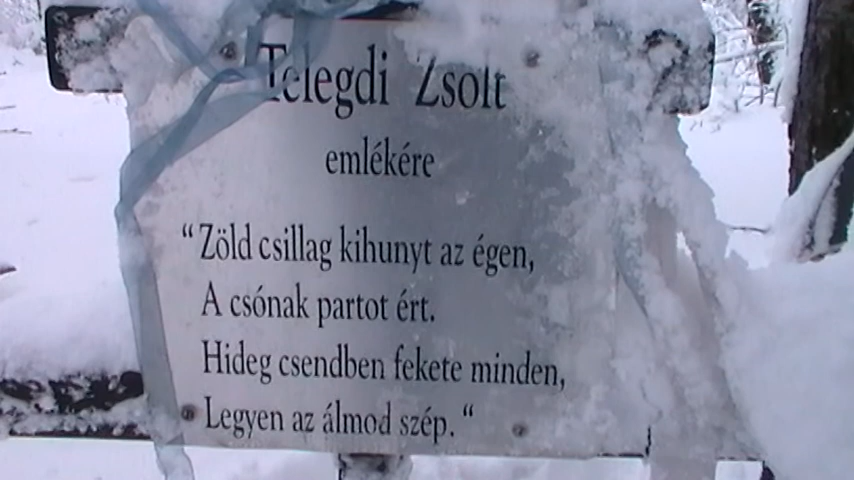 Telegdi Zsolt
emlékére
“Zöld csillag kihunyt az égen,
A csónak partot ért.
Hideg csendben fekete minden,
Legyen az álmod szép.“